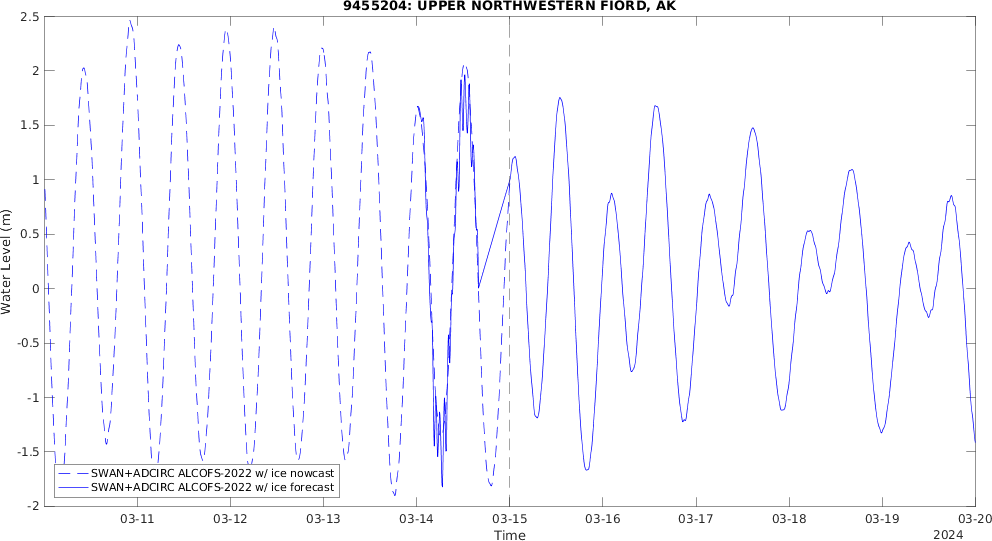 9455204: UPPER NORTHWESTERN FIORD, AK
Water Level (m)
2.5
2
1.5
1
0.5
0
-0.5
-1
-1.5
-2
SWAN+ADCIRC ALCOFS-2022 w/ ice nowcast
SWAN+ADCIRC ALCOFS-2022 w/ ice forecast
03-11 03-12 03-13 03-14 03-15 03-16 03-17 03-18 03-19 03-20
Time
2024